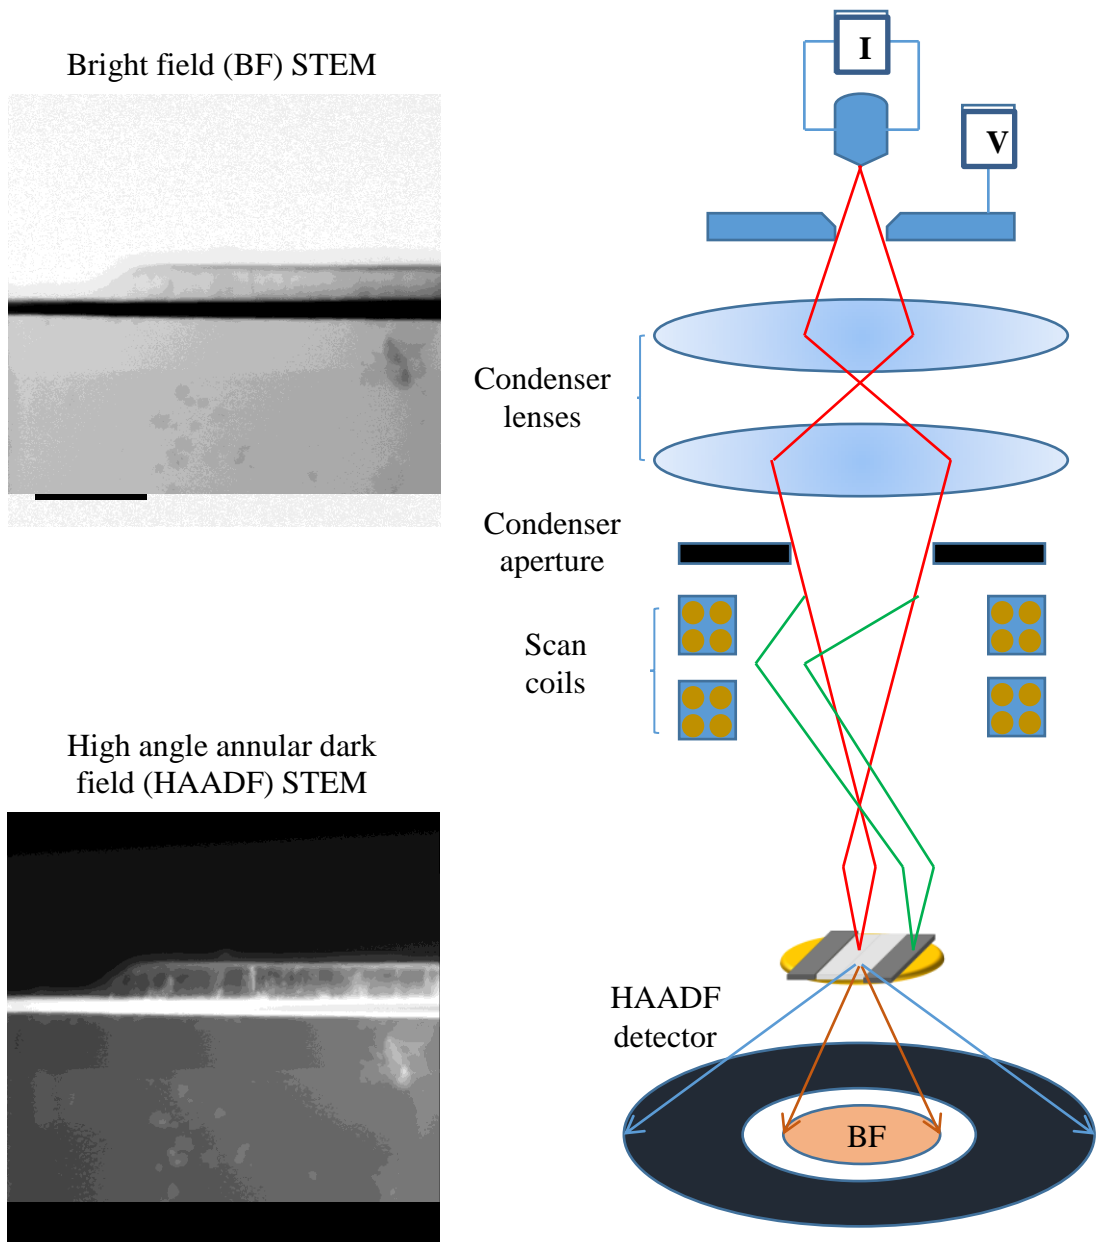 Bright field (BF) STEM
I
V
Condenser
lenses
Condenser
aperture
Scan
coils
High angle annular dark
field (HAADF) STEM
HAADF
detector
BF